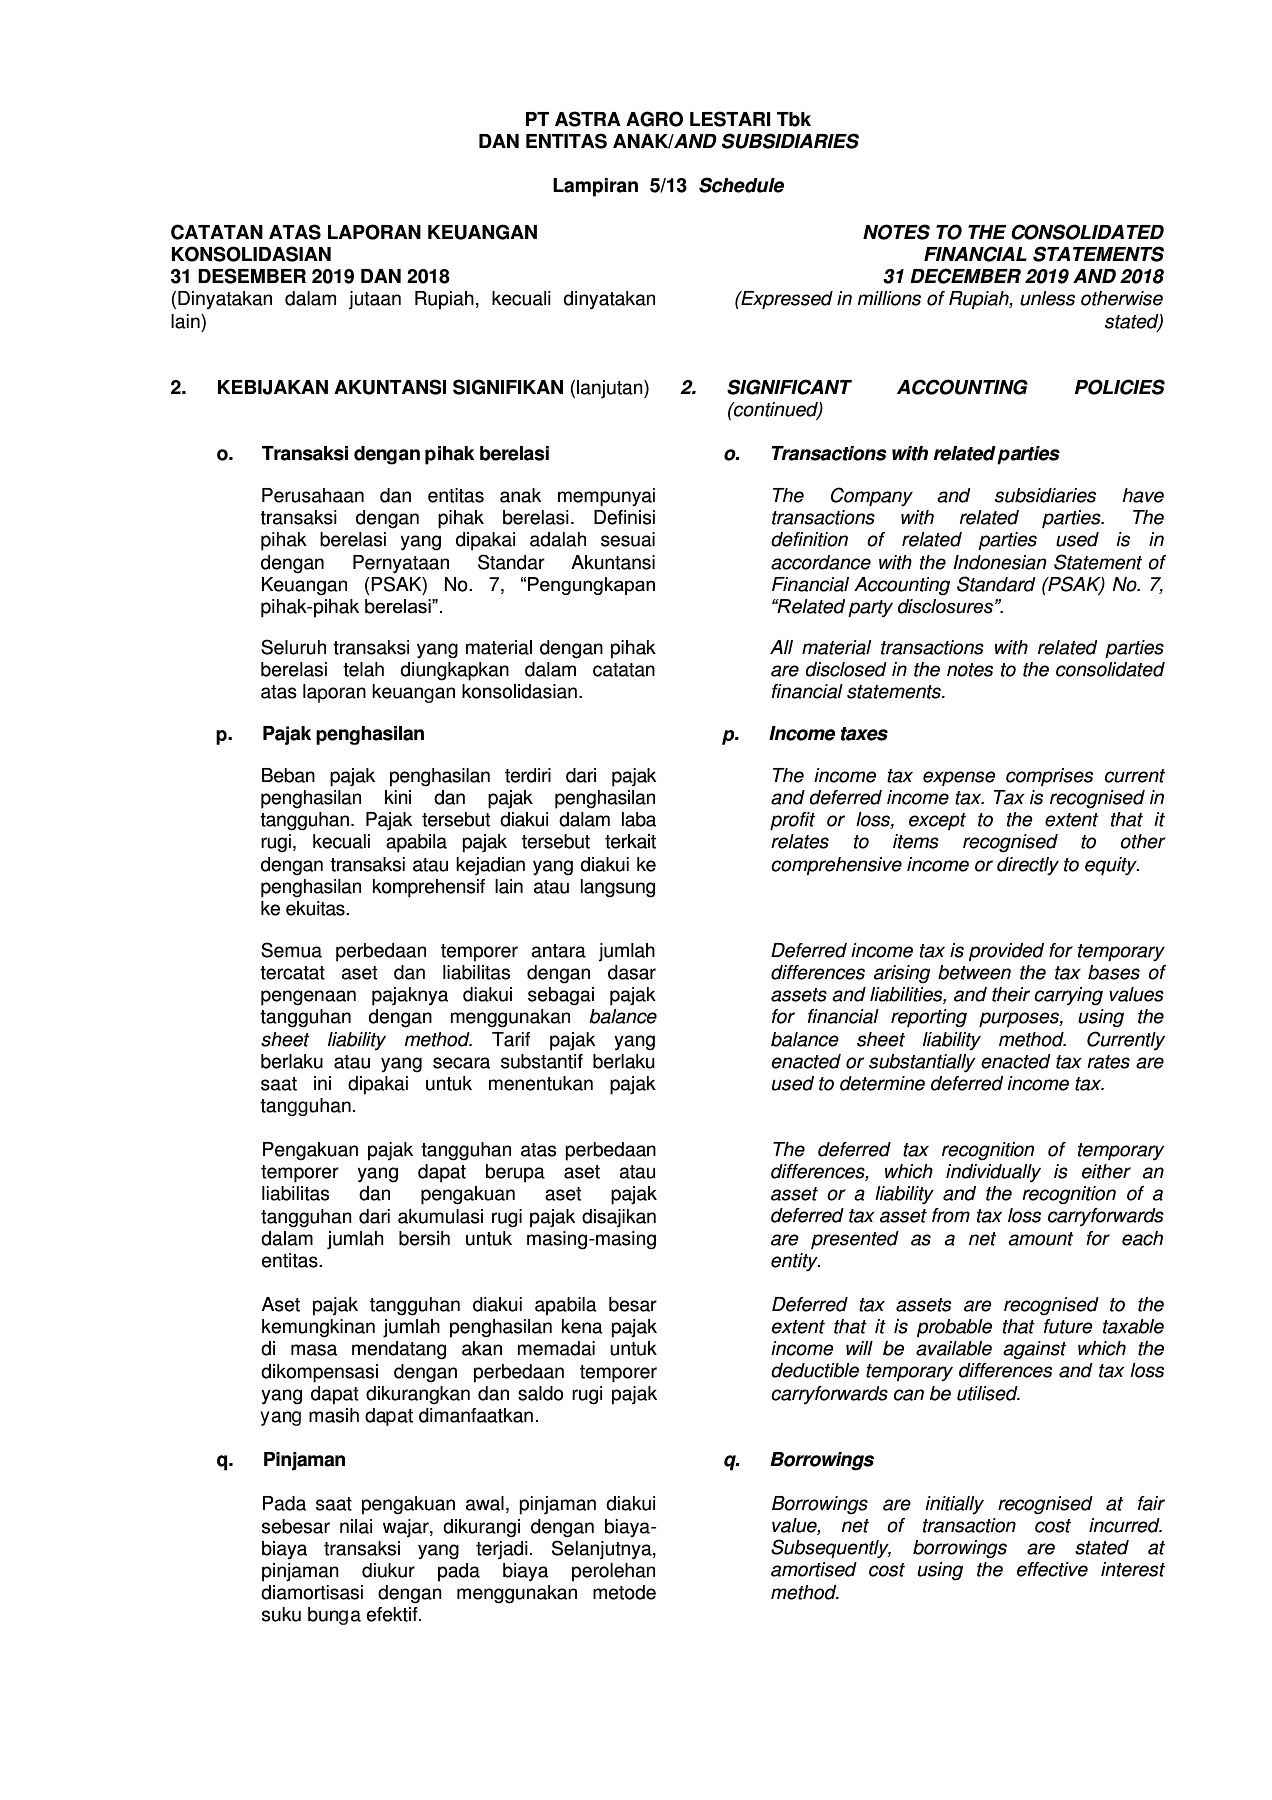 PT ASTRA AGRO LESTARI Tbk
DAN ENTITAS ANAK/AND SUBSIDIARIES
Lampiran 5/13 Schedule
CATATAN ATAS LAPORAN KEUANGAN
KONSOLIDASIAN
31 DESEMBER 2019 DAN 2018
(Dinyatakan dalam jutaan Rupiah, kecuali dinyatakan
lain)
NOTES TO THE CONSOLIDATED
FINANCIAL STATEMENTS
31 DECEMBER 2019 AND 2018
(Expressed in millions of Rupiah, unless otherwise
stated)
2. KEBIJAKAN AKUNTANSI SIGNIFIKAN (lanjutan)
o. Transaksi dengan pihak berelasi
Perusahaan dan entitas anak mempunyai
transaksi dengan pihak berelasi. Definisi
pihak berelasi yang dipakai adalah sesuai
dengan Pernyataan Standar Akuntansi
Keuangan (PSAK) No. 7, “Pengungkapan
pihak-pihak berelasi”.
Seluruh transaksi yang material dengan pihak
berelasi telah diungkapkan dalam catatan
atas laporan keuangan konsolidasian.
p. Pajak penghasilan
Beban pajak penghasilan terdiri dari pajak
penghasilan kini dan pajak penghasilan
tangguhan. Pajak tersebut diakui dalam laba
rugi, kecuali apabila pajak tersebut terkait
dengan transaksi atau kejadian yang diakui ke
penghasilan komprehensif lain atau langsung
ke ekuitas.
Semua perbedaan temporer antara jumlah
tercatat aset dan liabilitas dengan dasar
pengenaan pajaknya diakui sebagai pajak
tangguhan dengan menggunakan balance
sheet liability method. Tarif pajak yang
berlaku atau yang secara substantif berlaku
saat ini dipakai untuk menentukan pajak
tangguhan.
Pengakuan pajak tangguhan atas perbedaan
temporer yang dapat berupa aset atau
liabilitas dan pengakuan aset pajak
tangguhan dari akumulasi rugi pajak disajikan
dalam jumlah bersih untuk masing-masing
entitas.
Aset pajak tangguhan diakui apabila besar
kemungkinan jumlah penghasilan kena pajak
di masa mendatang akan memadai untuk
dikompensasi dengan perbedaan temporer
yang dapat dikurangkan dan saldo rugi pajak
yang masih dapat dimanfaatkan.
q. Pinjaman
Pada saat pengakuan awal, pinjaman diakui
sebesar nilai wajar, dikurangi dengan biaya-
biaya transaksi yang terjadi. Selanjutnya,
pinjaman diukur pada biaya perolehan
diamortisasi dengan menggunakan metode
suku bunga efektif.
2. SIGNIFICANT ACCOUNTING POLICIES
(continued)
o. Transactions with related parties
The Company and subsidiaries have
transactions with related parties. The
definition of related parties used is in
accordance with the Indonesian Statement of
Financial Accounting Standard (PSAK) No. 7,
“Related party disclosures”.
All material transactions with related parties
are disclosed in the notes to the consolidated
financial statements.
p. Income taxes
The income tax expense comprises current
and deferred income tax. Tax is recognised in
profit or loss, except to the extent that it
relates to items recognised to other
comprehensive income or directly to equity.
Deferred income tax is provided for temporary
differences arising between the tax bases of
assets and liabilities, and their carrying values
for financial reporting purposes, using the
balance sheet liability method. Currently
enacted or substantially enacted tax rates are
used to determine deferred income tax.
The deferred tax recognition of temporary
differences, which individually is either an
asset or a liability and the recognition of a
deferred tax asset from tax loss carryforwards
are presented as a net amount for each
entity.
Deferred tax assets are recognised to the
extent that it is probable that future taxable
income will be available against which the
deductible temporary differences and tax loss
carryforwards can be utilised.
q. Borrowings
Borrowings are initially recognised at fair
value, net of transaction cost incurred.
Subsequently, borrowings are stated at
amortised cost using the effective interest
method.